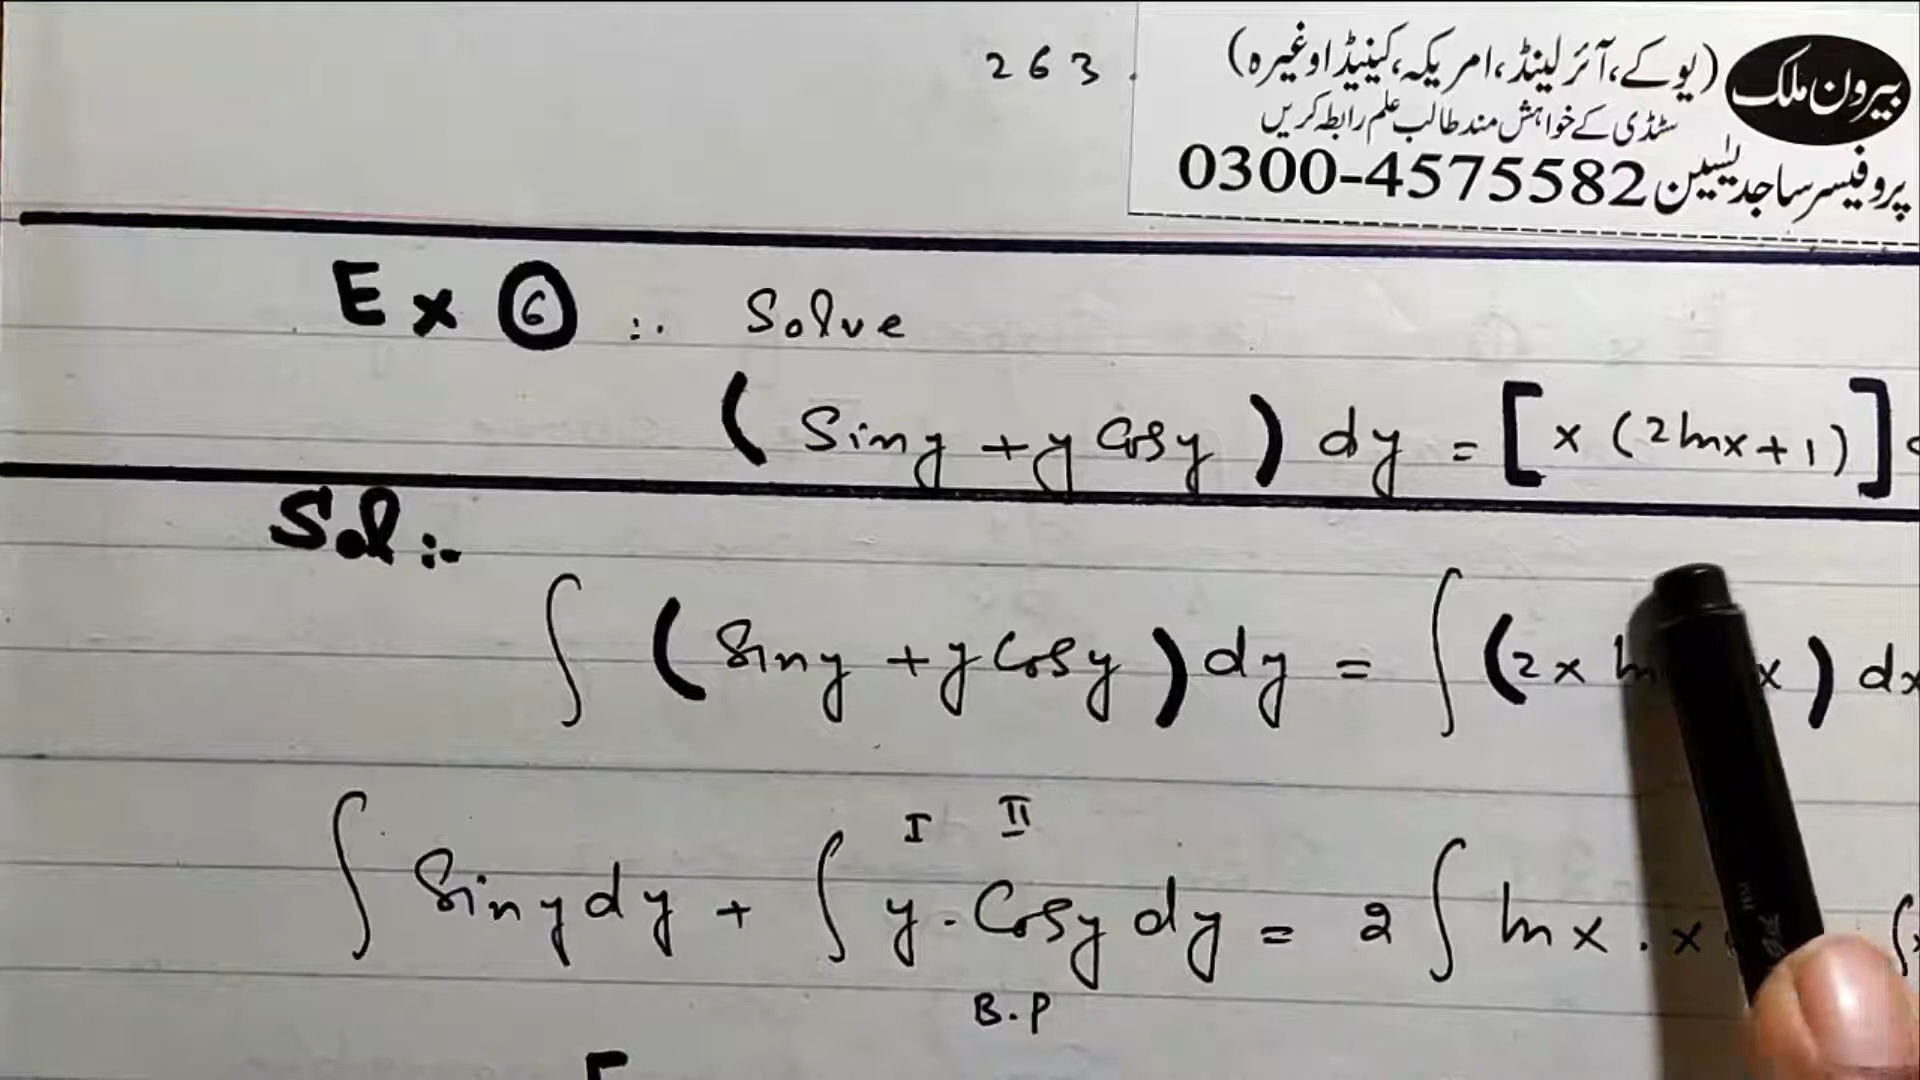 263.
بیرون ملک (یوکے، آئرلینڈ، امریکہ، کینیڈا وغیرہ)
سٹڈی کے خواہش مند طالب علم رابطہ کریں
پروفیسر ساجد یٰسین 0300-4575582
Ex ⑥ :. Solve
(Siny + y Cosy) dy = [x (2lnx + 1)]
Sol:-
∫ (Siny + y Cosy) dy = ∫ (2x x) dx
I II
∫ Siny dy + ∫ y . Cosy dy = 2 ∫ lnx . x
B.P